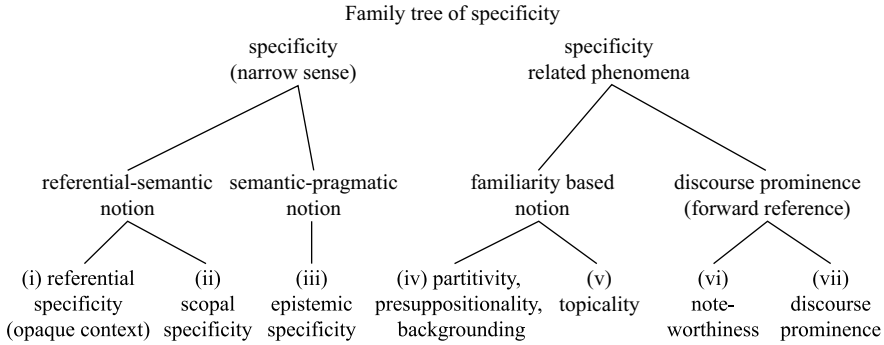 Family tree of specificity
specificity
(narrow sense)
specificity
related phenomena
referential-semantic
notion
semantic-pragmatic
notion
familiarity based
notion
discourse prominence
(forward reference)
(i) referential
specificity
(opaque context)
(ii)
scopal
specificity
(iii)
epistemic
specificity
(iv) partitivity,
presuppositionality,
backgrounding
(v)
topicality
(vi)
note-
worthiness
(vii)
discourse
prominence